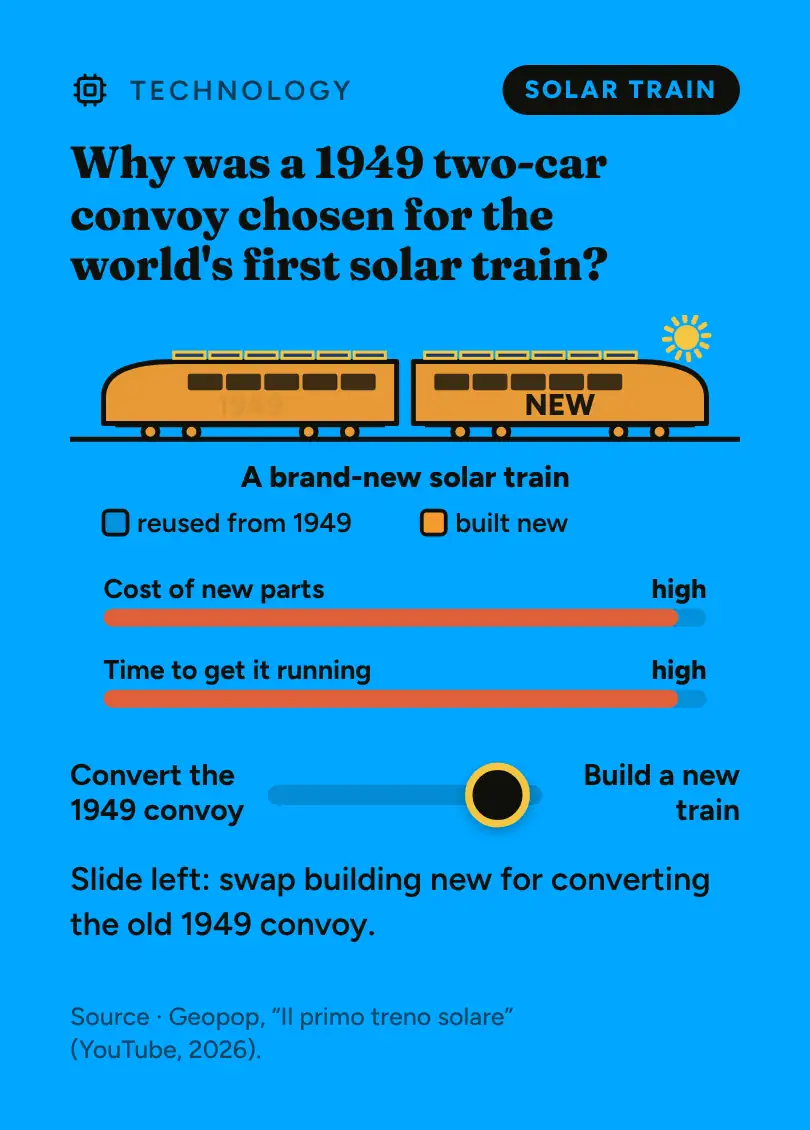 TECHNOLOGY
SOLAR TRAIN
Why was a 1949 two-car
convoy chosen for the
world's first solar train?
1949
NEW
A brand-new solar train
reused from 1949
built new
Cost of new parts
high
Time to get it running
high
Convert the
1949 convoy
Build a new
train
Slide left: swap building new for converting
the old 1949 convoy.
Source · Geopop, “Il primo treno solare”
(YouTube, 2026).